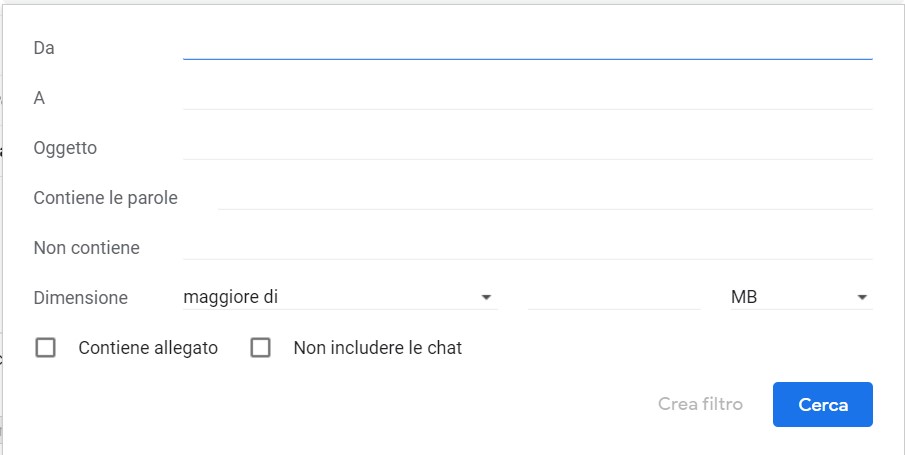 Da
A
Oggetto
Contiene le parole
Non contiene
Dimensione maggiore di MB
Contiene allegato Non includere le chat
Crea filtro Cerca